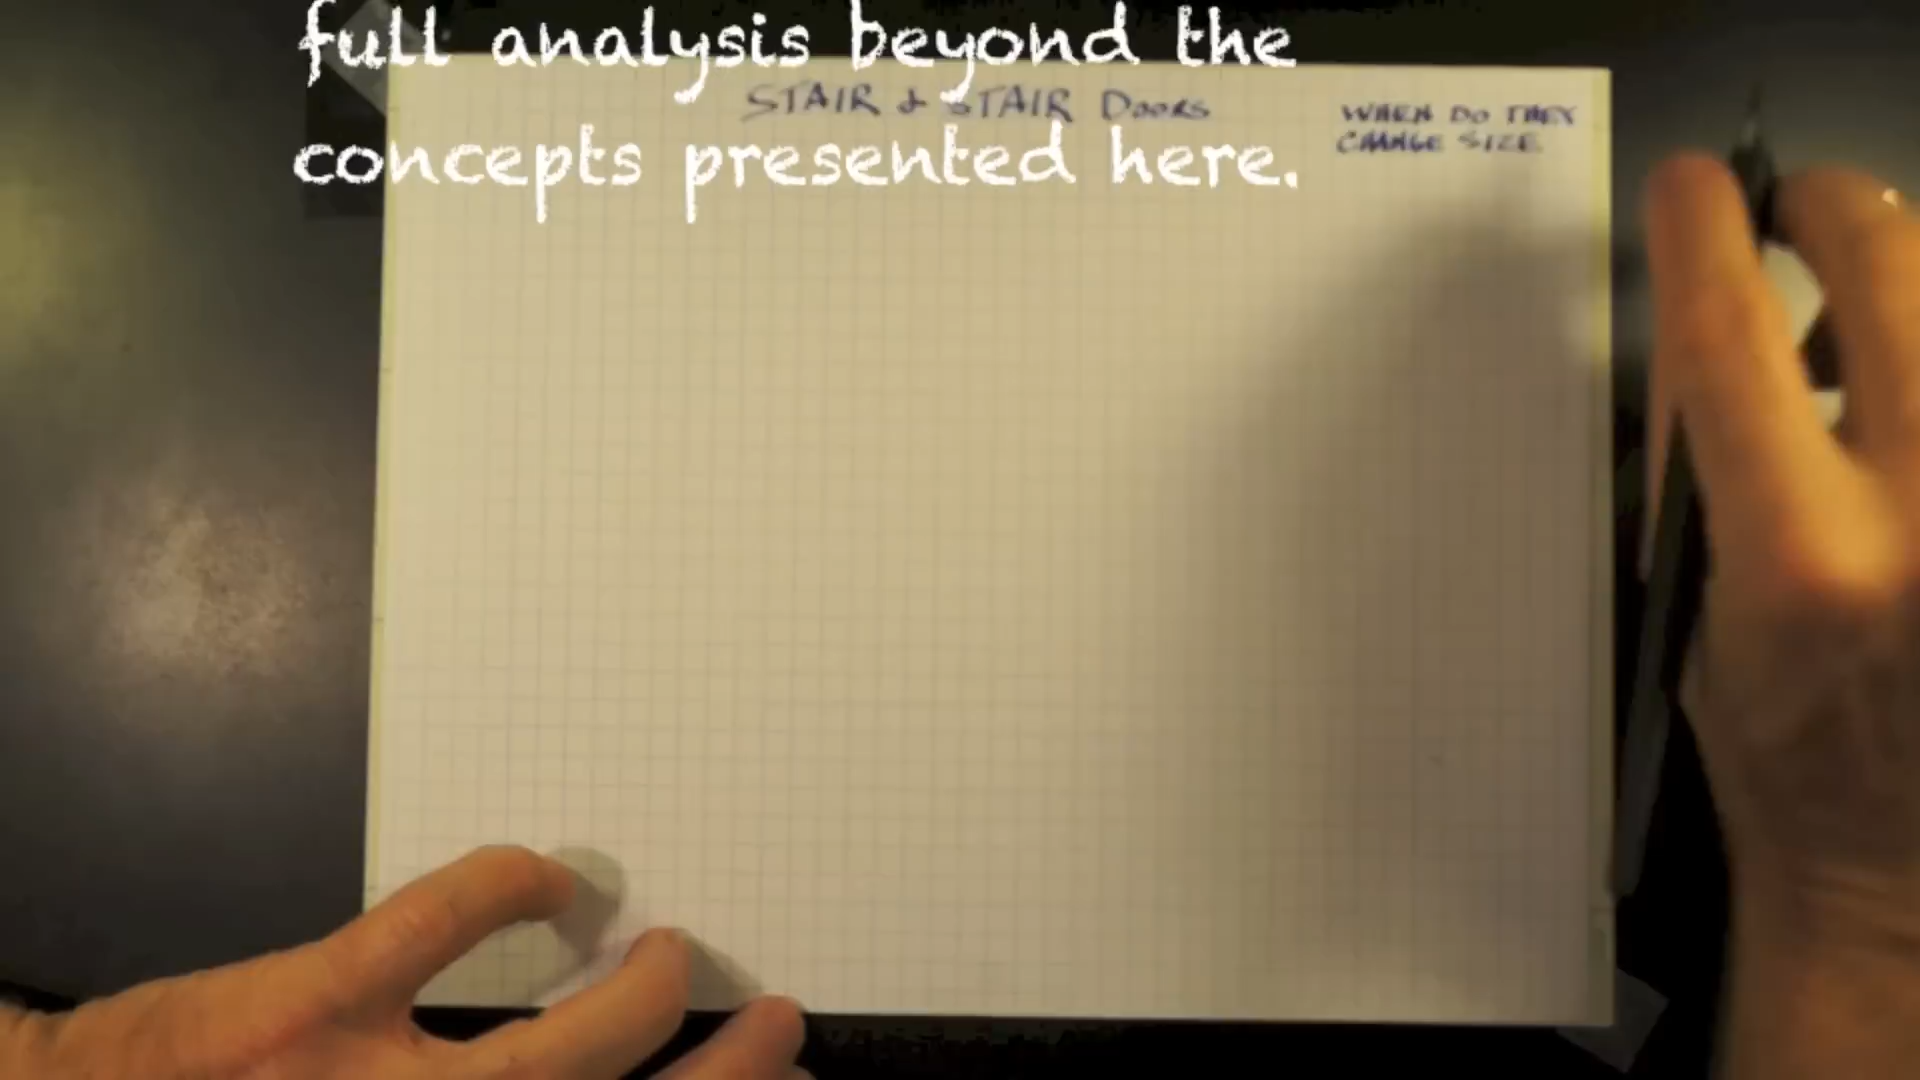 full analysis beyond the
concepts presented here.
STAIR & STAIR DOORS
WHEN DO THEY
CHANGE SIZE